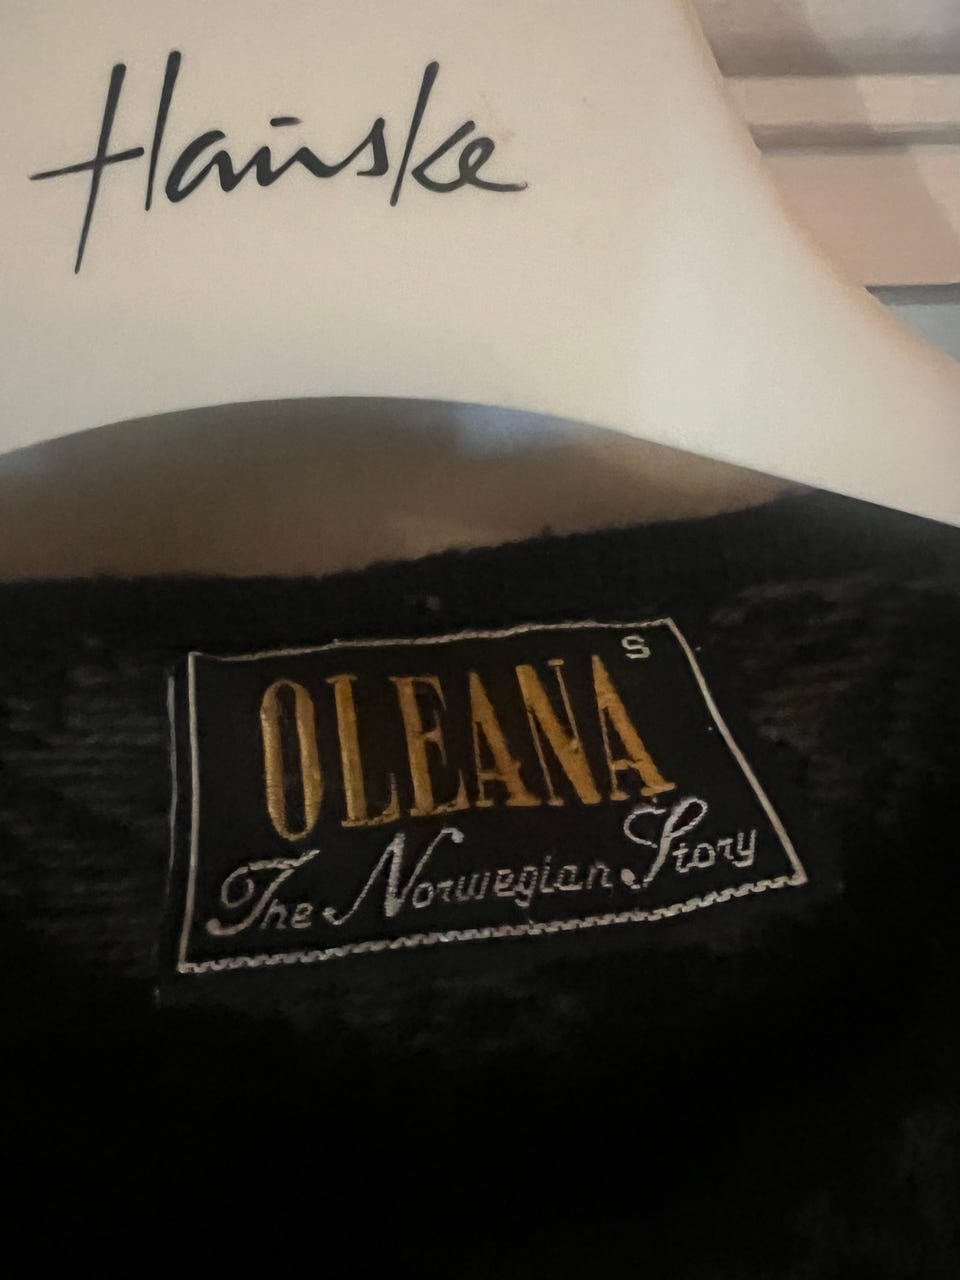 Hanske
OLEANA S
The Norwegian Story